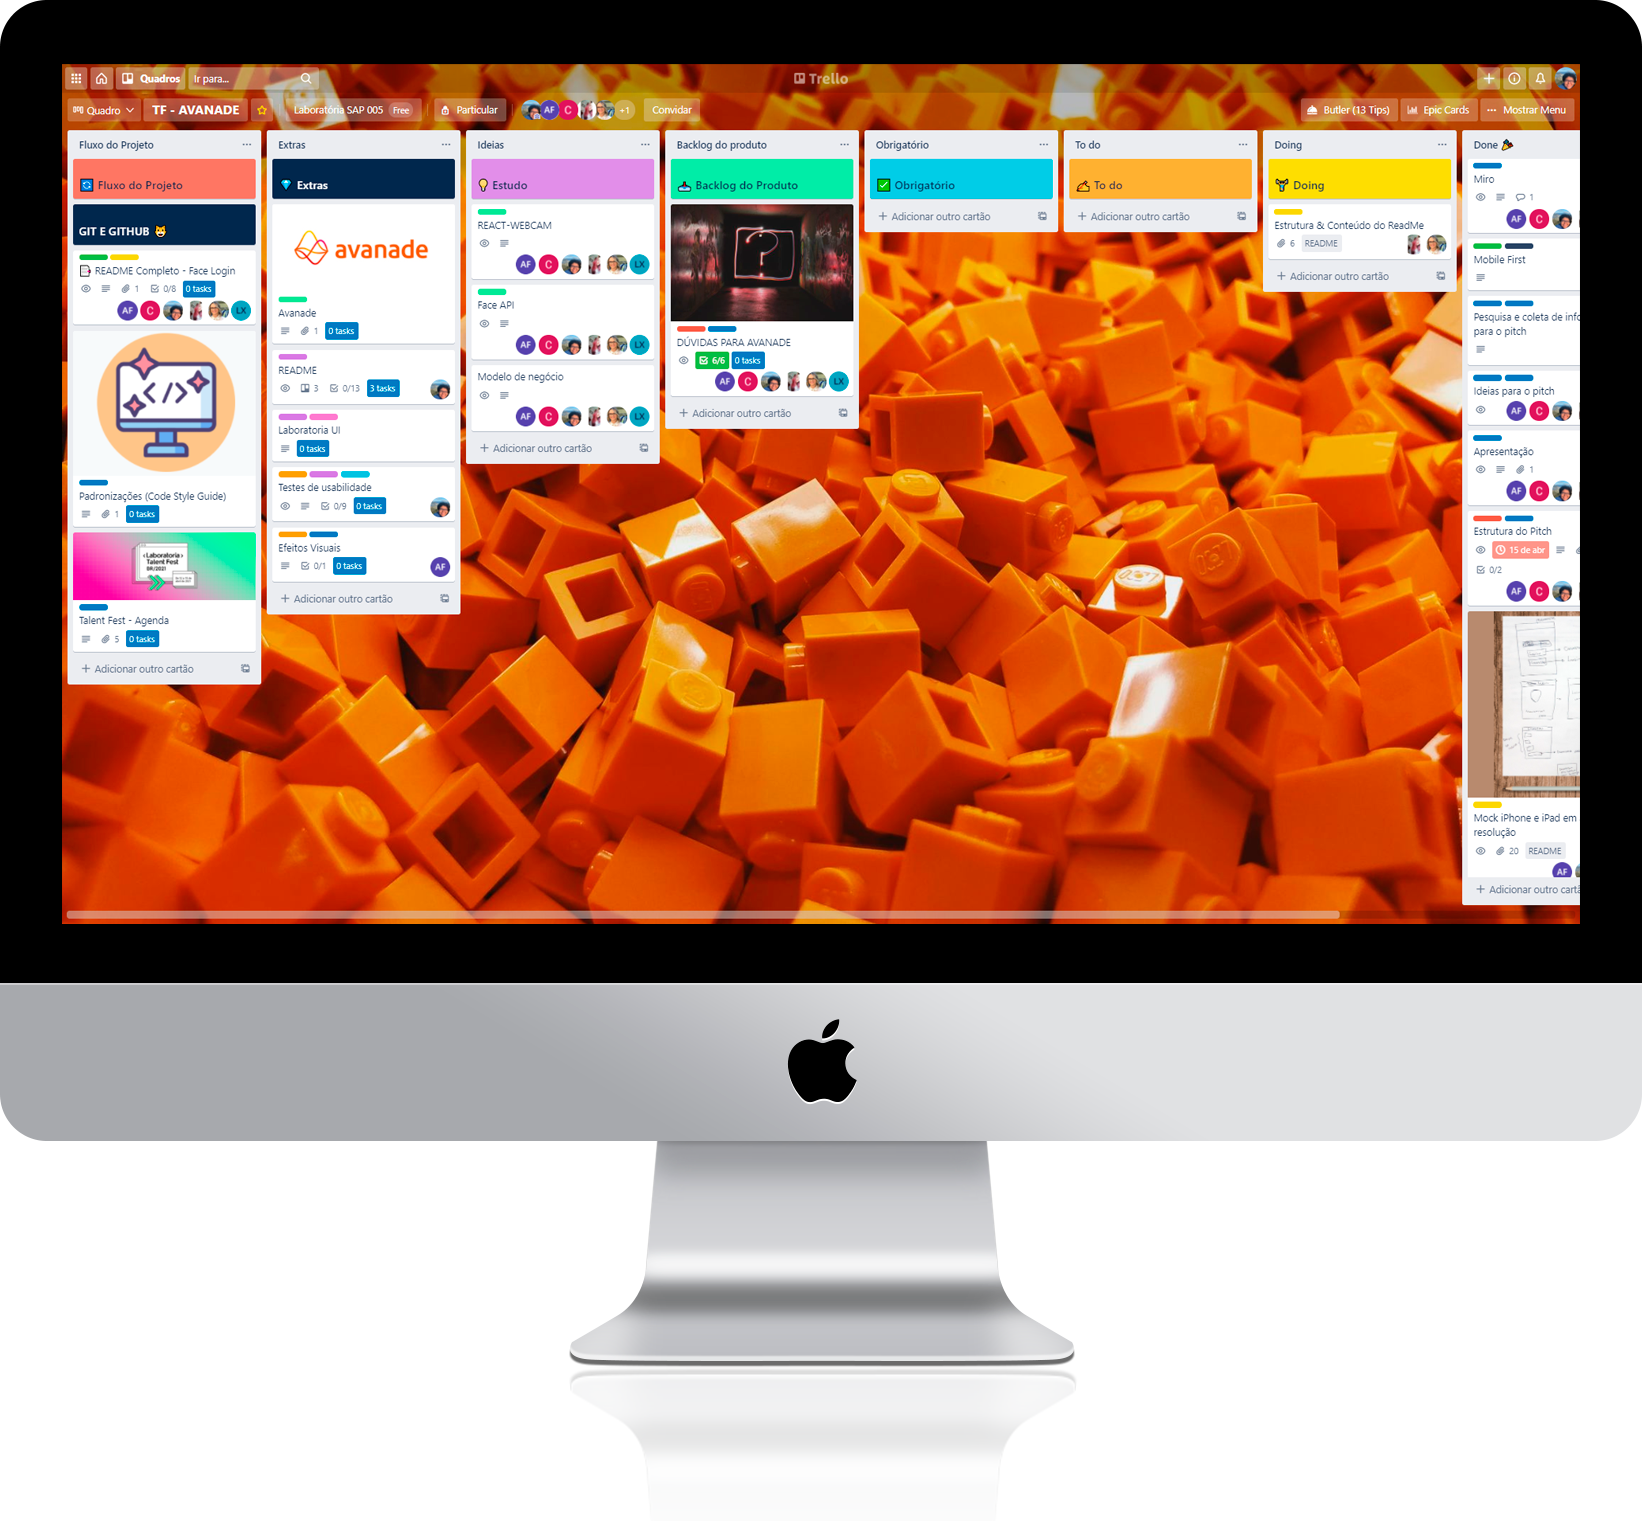 Quadros
Ir para...
Trello
Quadro
TF - AVANADE
Laboratória SAP 005
Free
Particular
AF
C
+1
Convidar
Butler (13 Tips)
Epic Cards
Mostrar Menu
Fluxo do Projeto
Fluxo do Projeto
GIT E GITHUB
README Completo - Face Login
1
0/8
0 tasks
AF
C
LX
</>
Padronizações (Code Style Guide)
1
0 tasks
<Laboratoria>
Talent Fest
BR/2021
Talent Fest - Agenda
5
0 tasks
Adicionar outro cartão
Extras
Extras
avanade
Avanade
1
0 tasks
README
3
0/13
3 tasks
Laboratoria UI
0 tasks
Testes de usabilidade
0/9
0 tasks
Efeitos Visuais
0/1
0 tasks
AF
Adicionar outro cartão
Ideias
Estudo
REACT-WEBCAM
AF
C
LX
Face API
AF
C
LX
Modelo de negócio
AF
C
LX
Adicionar outro cartão
Backlog do produto
Backlog do Produto
?
DÚVIDAS PARA AVANADE
6/6
0 tasks
AF
C
LX
Adicionar outro cartão
Obrigatório
Obrigatório
Adicionar outro cartão
To do
To do
Adicionar outro cartão
Doing
Doing
Estrutura & Conteúdo do ReadMe
6
README
Adicionar outro cartão
Done
Miro
1
AF
C
Mobile First
Pesquisa e coleta de info
para o pitch
Ideias para o pitch
AF
C
Apresentação
1
AF
C
Estrutura do Pitch
15 de abr
0/2
AF
C
Mock iPhone e iPad em
resolução
20
README
AF
Adicionar outro cartã